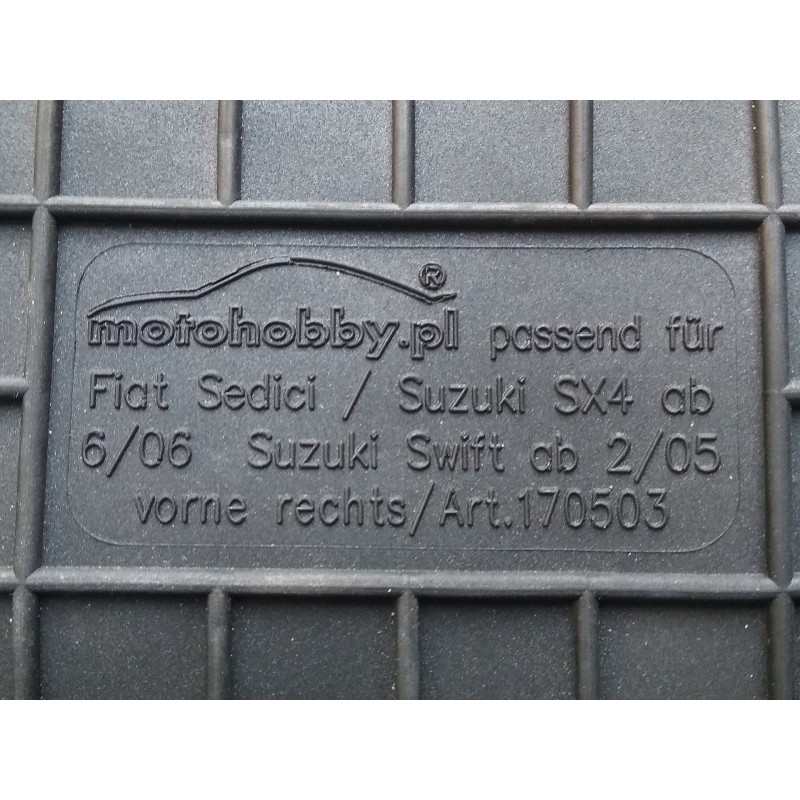 motohobby.pl® passend für
Fiat Sedici / Suzuki SX4 ab
6/06 Suzuki Swift ab 2/05
vorne rechts/Art.170503